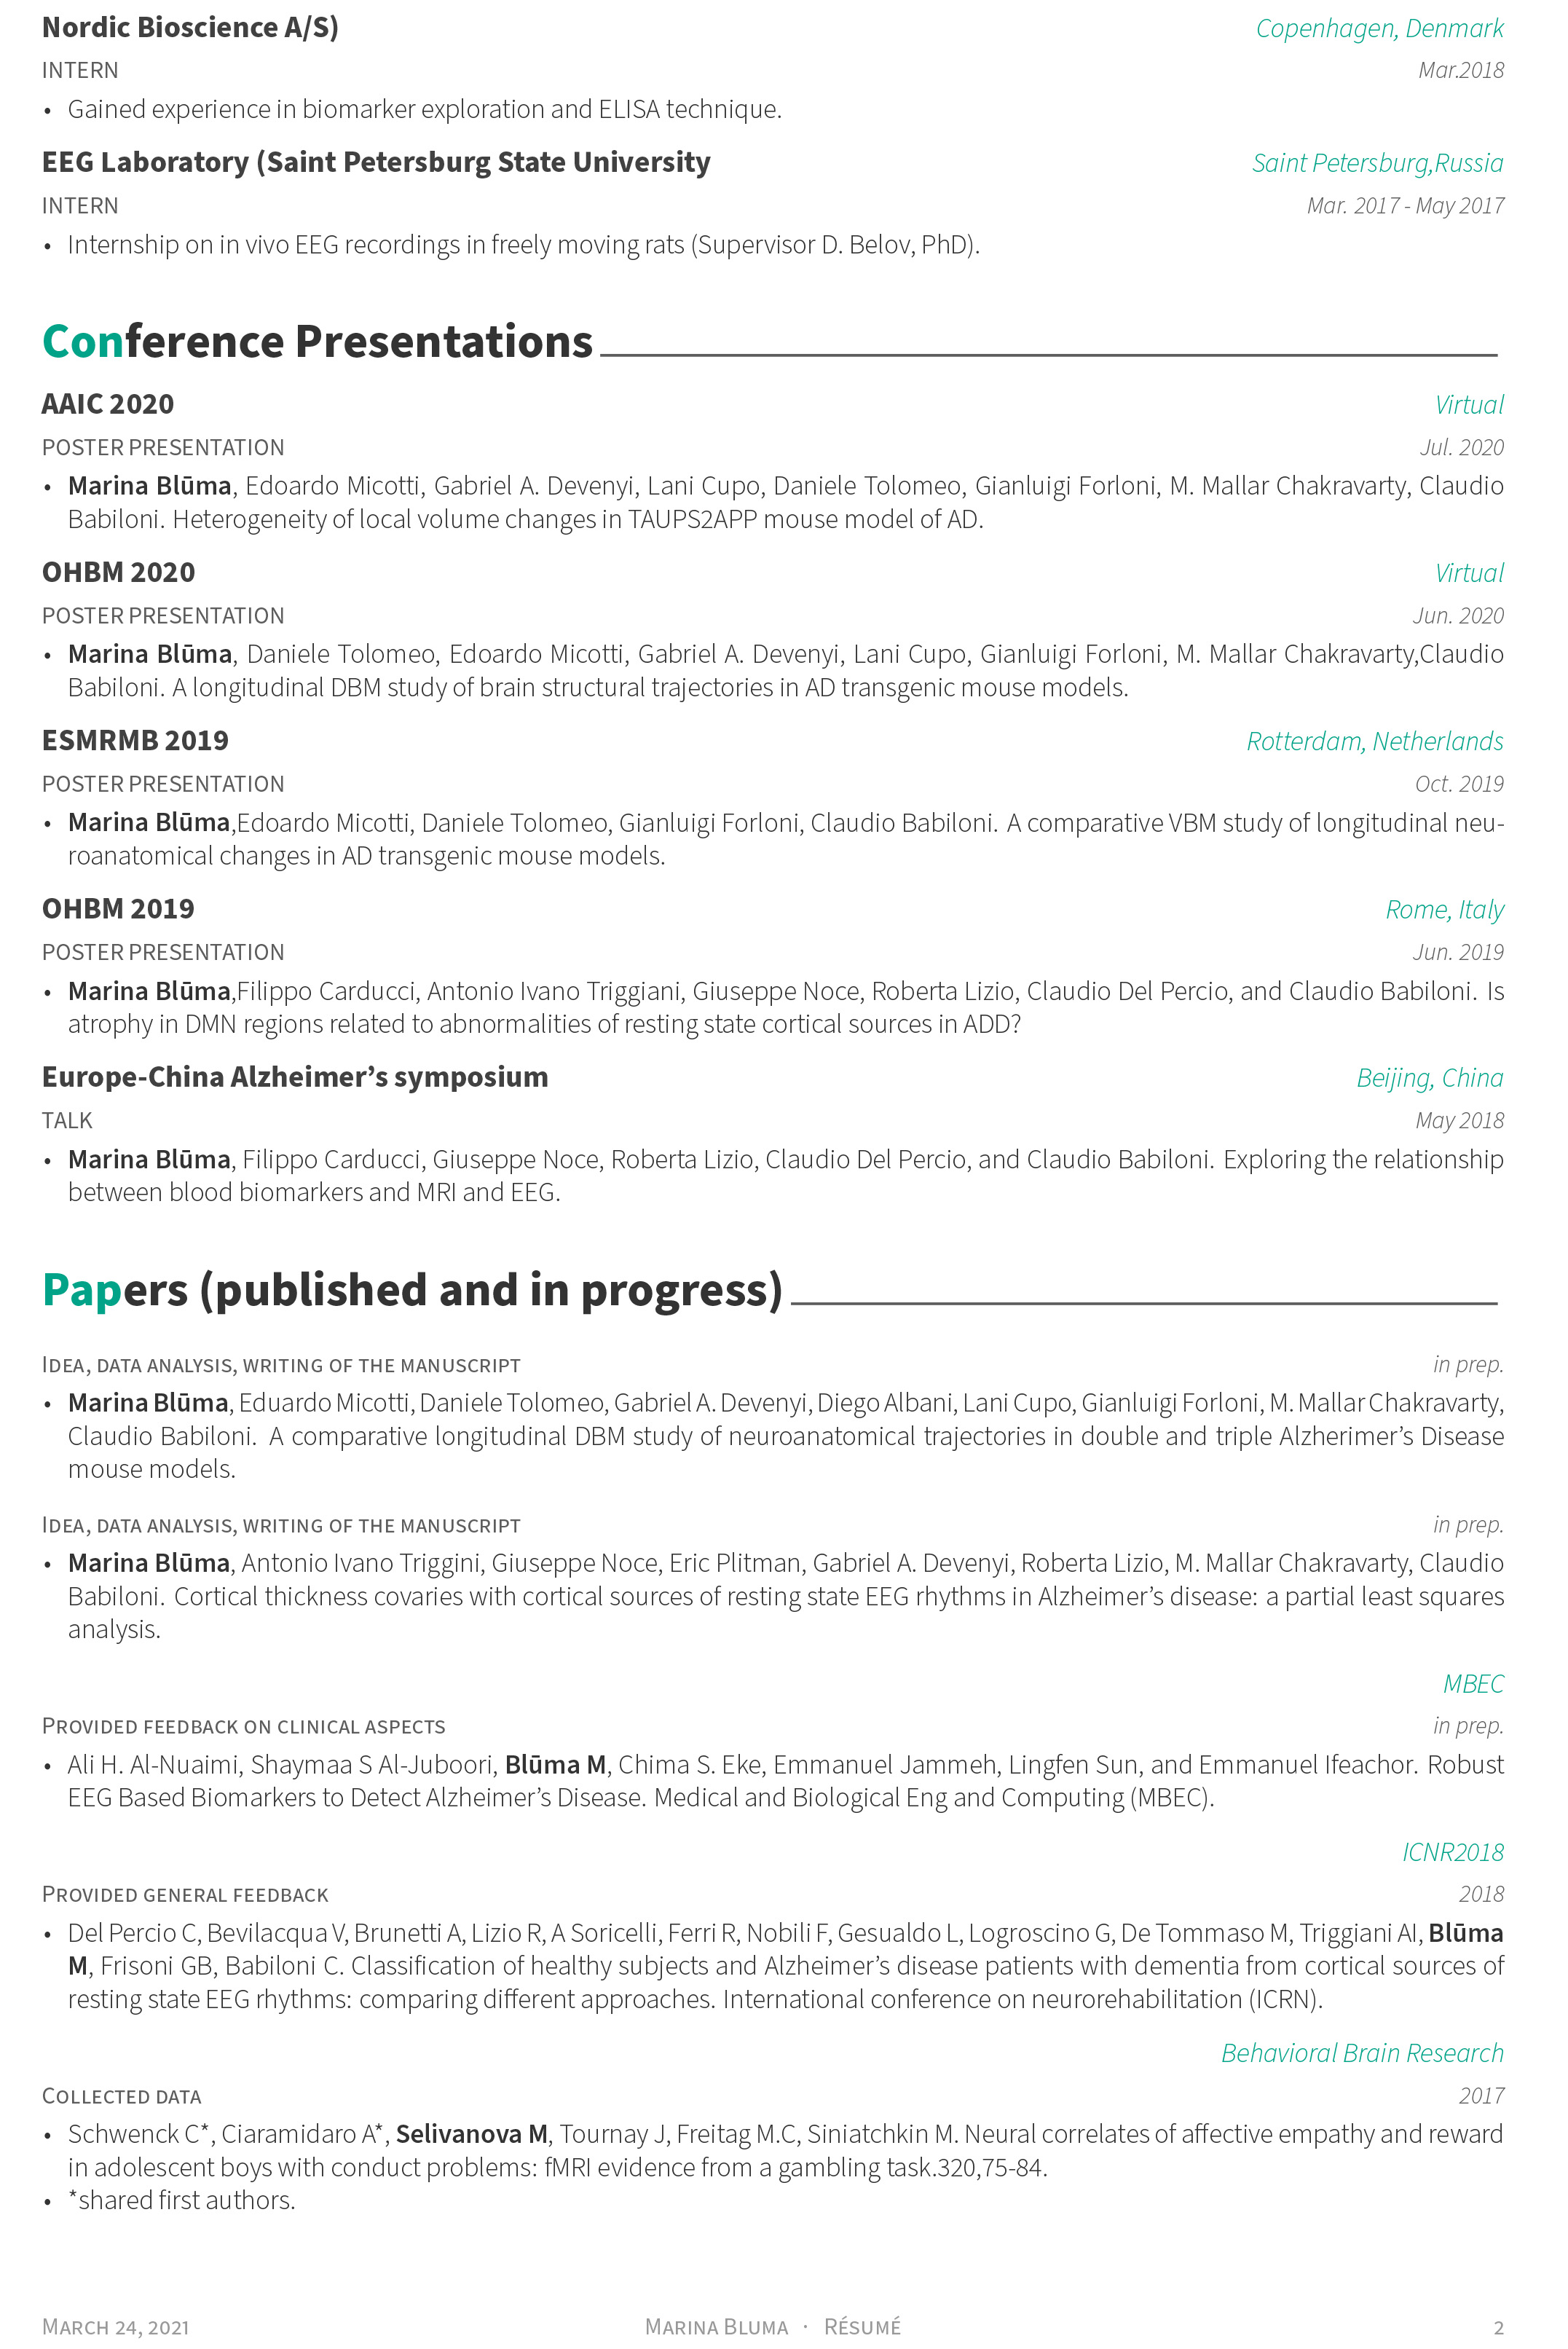 Nordic Bioscience A/S) Copenhagen, Denmark
INTERN Mar.2018
• Gained experience in biomarker exploration and ELISA technique.
EEG Laboratory (Saint Petersburg State University Saint Petersburg,Russia
INTERN Mar. 2017 - May 2017
• Internship on in vivo EEG recordings in freely moving rats (Supervisor D. Belov, PhD).
Conference Presentations
AAIC 2020 Virtual
POSTER PRESENTATION Jul. 2020
• Marina Blūma, Edoardo Micotti, Gabriel A. Devenyi, Lani Cupo, Daniele Tolomeo, Gianluigi Forloni, M. Mallar Chakravarty, Claudio
Babiloni. Heterogeneity of local volume changes in TAUPS2APP mouse model of AD.
OHBM 2020 Virtual
POSTER PRESENTATION Jun. 2020
• Marina Blūma, Daniele Tolomeo, Edoardo Micotti, Gabriel A. Devenyi, Lani Cupo, Gianluigi Forloni, M. Mallar Chakravarty,Claudio
Babiloni. A longitudinal DBM study of brain structural trajectories in AD transgenic mouse models.
ESMRMB 2019 Rotterdam, Netherlands
POSTER PRESENTATION Oct. 2019
• Marina Blūma,Edoardo Micotti, Daniele Tolomeo, Gianluigi Forloni, Claudio Babiloni. A comparative VBM study of longitudinal neu-
roanatomical changes in AD transgenic mouse models.
OHBM 2019 Rome, Italy
POSTER PRESENTATION Jun. 2019
• Marina Blūma,Filippo Carducci, Antonio Ivano Triggiani, Giuseppe Noce, Roberta Lizio, Claudio Del Percio, and Claudio Babiloni. Is
atrophy in DMN regions related to abnormalities of resting state cortical sources in ADD?
Europe-China Alzheimer’s symposium Beijing, China
TALK May 2018
• Marina Blūma, Filippo Carducci, Giuseppe Noce, Roberta Lizio, Claudio Del Percio, and Claudio Babiloni. Exploring the relationship
between blood biomarkers and MRI and EEG.
Papers (published and in progress)
Idea, data analysis, writing of the manuscript in prep.
• Marina Blūma, Eduardo Micotti, Daniele Tolomeo, Gabriel A. Devenyi, Diego Albani, Lani Cupo, Gianluigi Forloni, M. Mallar Chakravarty,
Claudio Babiloni. A comparative longitudinal DBM study of neuroanatomical trajectories in double and triple Alzherimer’s Disease
mouse models.
Idea, data analysis, writing of the manuscript in prep.
• Marina Blūma, Antonio Ivano Triggini, Giuseppe Noce, Eric Plitman, Gabriel A. Devenyi, Roberta Lizio, M. Mallar Chakravarty, Claudio
Babiloni. Cortical thickness covaries with cortical sources of resting state EEG rhythms in Alzheimer’s disease: a partial least squares
analysis.
MBEC
Provided feedback on clinical aspects in prep.
• Ali H. Al-Nuaimi, Shaymaa S Al-Juboori, Blūma M, Chima S. Eke, Emmanuel Jammeh, Lingfen Sun, and Emmanuel Ifeachor. Robust
EEG Based Biomarkers to Detect Alzheimer’s Disease. Medical and Biological Eng and Computing (MBEC).
ICNR2018
Provided general feedback 2018
• Del Percio C, Bevilacqua V, Brunetti A, Lizio R, A Soricelli, Ferri R, Nobili F, Gesualdo L, Logroscino G, De Tommaso M, Triggiani AI, Blūma
M, Frisoni GB, Babiloni C. Classification of healthy subjects and Alzheimer’s disease patients with dementia from cortical sources of
resting state EEG rhythms: comparing different approaches. International conference on neurorehabilitation (ICRN).
Behavioral Brain Research
Collected data 2017
• Schwenck C*, Ciaramidaro A*, Selivanova M, Tournay J, Freitag M.C, Siniatchkin M. Neural correlates of affective empathy and reward
in adolescent boys with conduct problems: fMRI evidence from a gambling task.320,75-84.
• *shared first authors.
March 24, 2021 Marina Bluma · Résumé 2